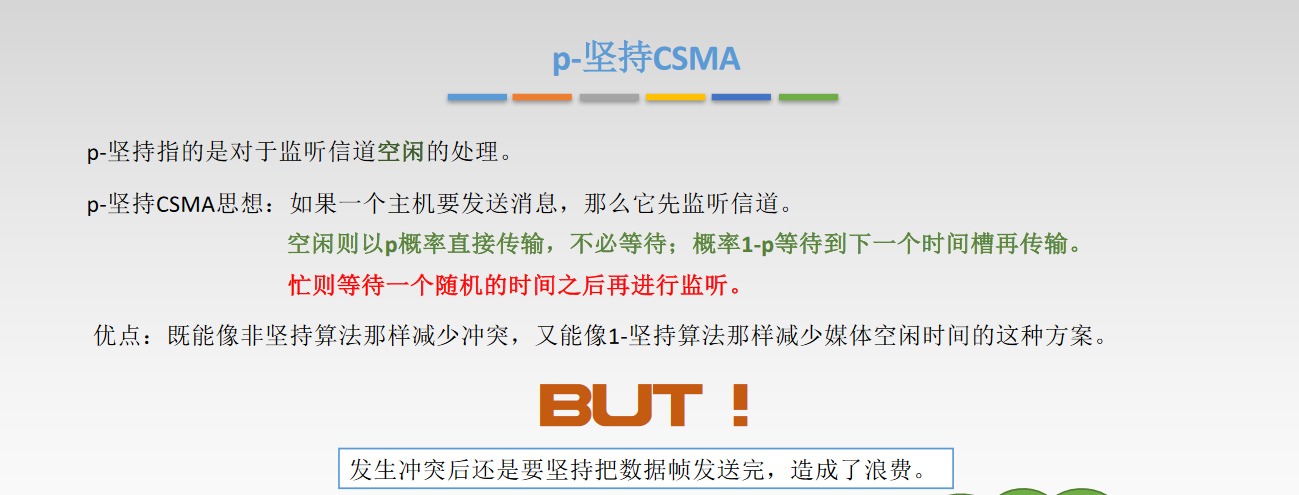 p-坚持CSMA
p-坚持指的是对于监听信道空闲的处理。
p-坚持CSMA思想：如果一个主机要发送消息，那么它先监听信道。
空闲则以p概率直接传输，不必等待；概率1-p等待到下一个时间槽再传输。
忙则等待一个随机的时间之后再进行监听。
优点：既能像非坚持算法那样减少冲突，又能像1-坚持算法那样减少媒体空闲时间的这种方案。
BUT！
发生冲突后还是要坚持把数据帧发送完，造成了浪费。